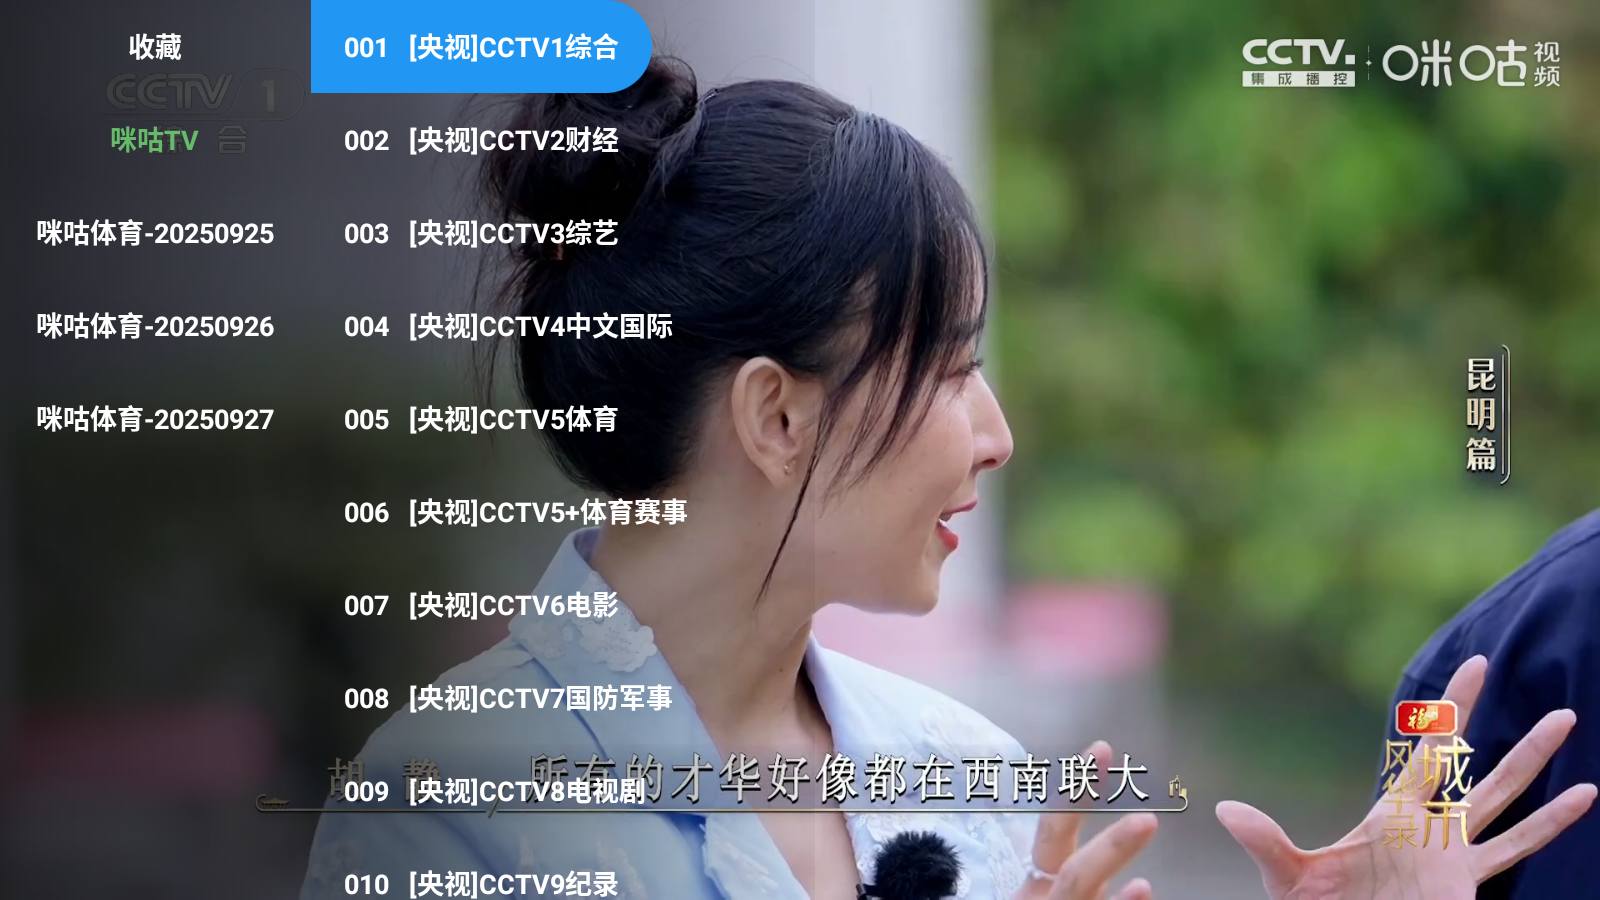 收藏
咪咕TV
咪咕体育-20250925
咪咕体育-20250926
咪咕体育-20250927
001 [央视]CCTV1综合
002 [央视]CCTV2财经
003 [央视]CCTV3综艺
004 [央视]CCTV4中文国际
005 [央视]CCTV5体育
006 [央视]CCTV5+体育赛事
007 [央视]CCTV6电影
008 [央视]CCTV7国防军事
009 [央视]CCTV8电视剧
010 [央视]CCTV9纪录
CCTV 1
合
CCTV. 咪咕视频
集成播控
昆明篇
胡静 所有的才华好像都在西南联大
福
城市
风华录